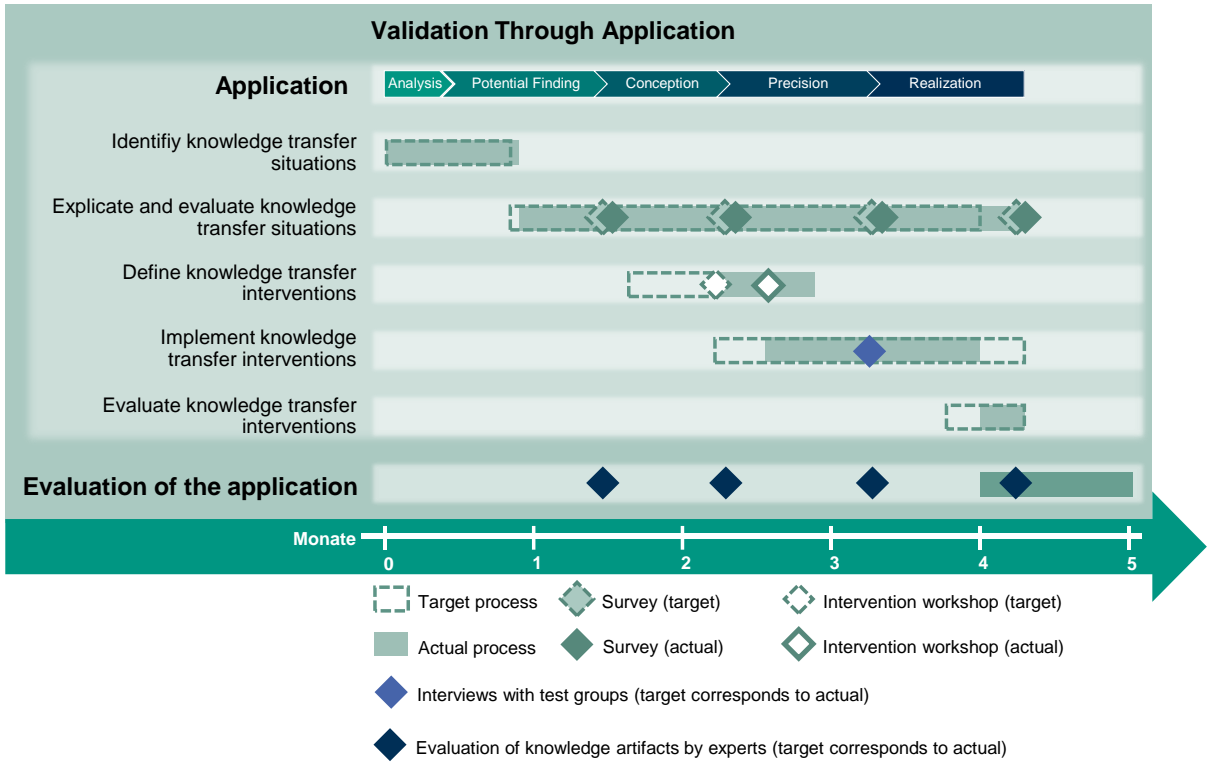 Validation Through Application
Application
Analysis
Potential Finding
Conception
Precision
Realization
Identifiy knowledge transfer
situations
Explicate and evaluate knowledge
transfer situations
Define knowledge transfer
interventions
Implement knowledge
transfer interventions
Evaluate knowledge transfer
interventions
Evaluation of the application
Monate
0
1
2
3
4
5
Target process
Survey (target)
Intervention workshop (target)
Actual process
Survey (actual)
Intervention workshop (actual)
Interviews with test groups (target corresponds to actual)
Evaluation of knowledge artifacts by experts (target corresponds to actual)